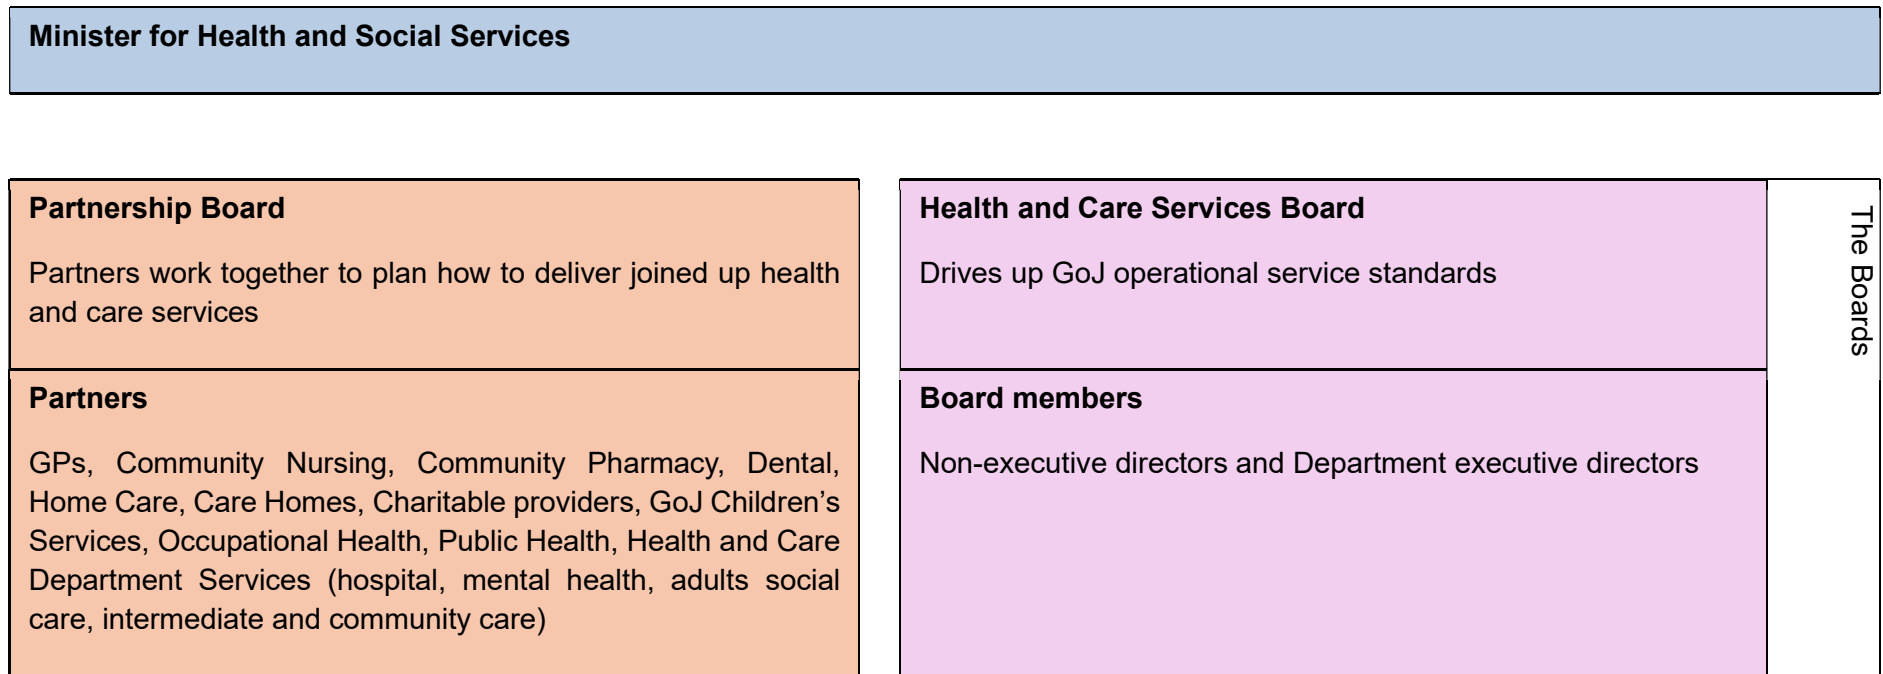 Minister for Health and Social Services
Partnership Board
Partners work together to plan how to deliver joined up health
and care services
Partners
GPs, Community Nursing, Community Pharmacy, Dental,
Home Care, Care Homes, Charitable providers, GoJ Children’s
Services, Occupational Health, Public Health, Health and Care
Department Services (hospital, mental health, adults social
care, intermediate and community care)
Health and Care Services Board
Drives up GoJ operational service standards
Board members
Non-executive directors and Department executive directors
The Boards